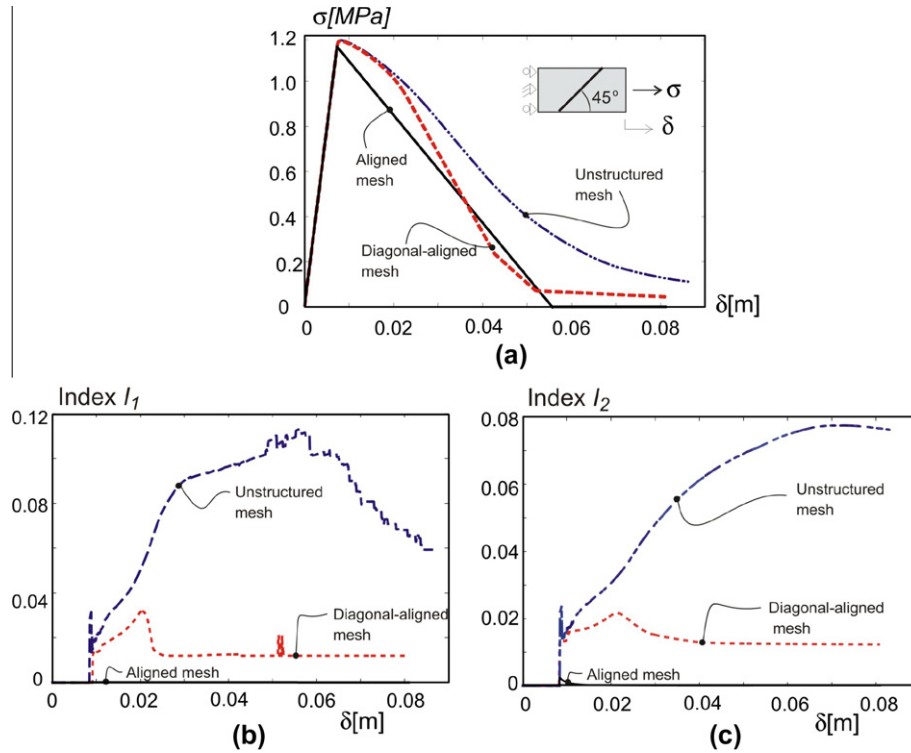 σ[MPa]
1.2
1.0
0.8
0.6
0.4
0.2
0
0
0.02
0.04
0.06
0.08
δ[m]
45°
σ
δ
Aligned
mesh
Unstructured
mesh
Diagonal-aligned
mesh
(a)
Index I1
0.12
0.08
0.04
0
0
0.02
0.04
0.06
0.08
δ[m]
Unstructured
mesh
Diagonal-aligned
mesh
Aligned mesh
(b)
Index I2
0.08
0.06
0.04
0.02
0.00
0
0.02
0.04
0.06
0.08
δ[m]
Unstructured
mesh
Diagonal-aligned
mesh
Aligned mesh
(c)